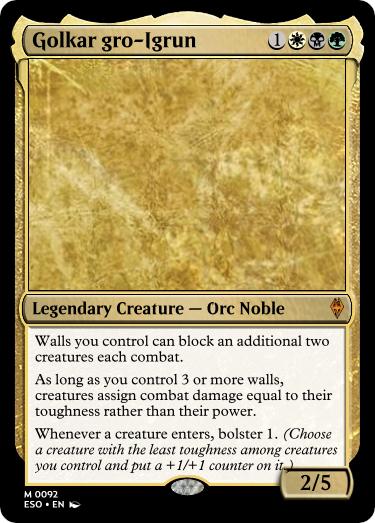 Golkar gro-Igrun 1
Legendary Creature — Orc Noble
Walls you control can block an additional two
creatures each combat.
As long as you control 3 or more walls,
creatures assign combat damage equal to their
toughness rather than their power.
Whenever a creature enters, bolster 1. (Choose
a creature with the least toughness among creatures
you control and put a +1/+1 counter on it.)
2/5
M 0092
ESO • EN